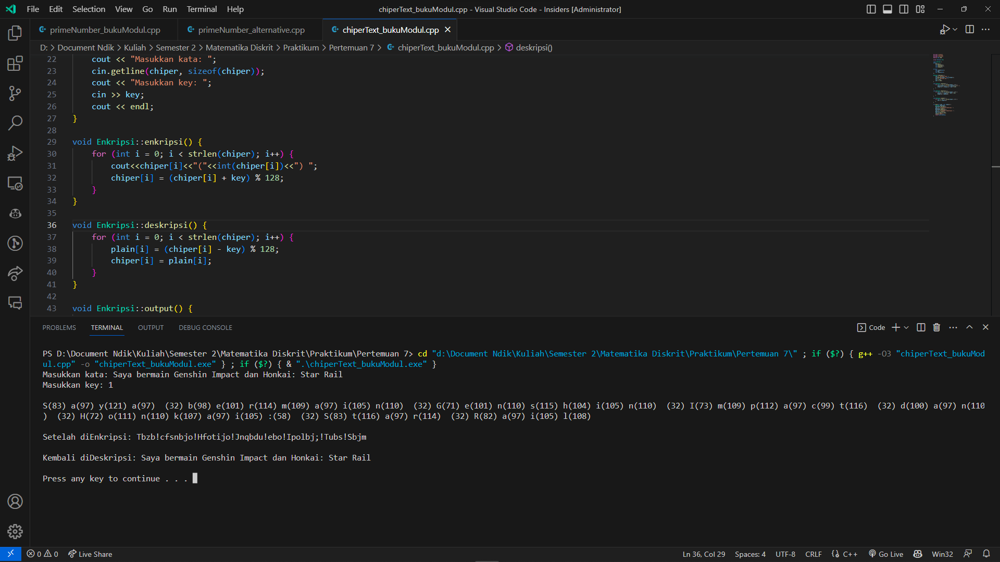 File Edit Selection View Go Run Terminal Help
chiperText_bukuModul.cpp - Visual Studio Code - Insiders [Administrator]
primeNumber_bukuModul.cpp
primeNumber_alternative.cpp
chiperText_bukuModul.cpp
D: > Document Ndik > Kuliah > Semester 2 > Matematika Diskrit > Praktikum > Pertemuan 7 > chiperText_bukuModul.cpp > deskripsi()
22 cout << "Masukkan kata: ";
23 cin.getline(chiper, sizeof(chiper));
24 cout << "Masukkan key: ";
25 cin >> key;
26 cout << endl;
27 }
28
29 void Enkripsi::enkripsi() {
30 for (int i = 0; i < strlen(chiper); i++) {
31 cout<<chiper[i]<<"("<<int(chiper[i])<<") ";
32 chiper[i] = (chiper[i] + key) % 128;
33 }
34 }
35
36 void Enkripsi::deskripsi() {
37 for (int i = 0; i < strlen(chiper); i++) {
38 plain[i] = (chiper[i] - key) % 128;
39 chiper[i] = plain[i];
40 }
41 }
42
43 void Enkripsi::output() {
PROBLEMS TERMINAL OUTPUT DEBUG CONSOLE
Code
PS D:\Document Ndik\Kuliah\Semester 2\Matematika Diskrit\Praktikum\Pertemuan 7> cd "d:\Document Ndik\Kuliah\Semester 2\Matematika Diskrit\Praktikum\Pertemuan 7\" ; if ($?) { g++ -O3 "chiperText_bukuMod
ul.cpp" -o "chiperText_bukuModul.exe" } ; if ($?) { & ".\chiperText_bukuModul.exe" }
Masukkan kata: Saya bermain Genshin Impact dan Honkai: Star Rail
Masukkan key: 1
S(83) a(97) y(121) a(97)  (32) b(98) e(101) r(114) m(109) a(97) i(105) n(110)  (32) G(71) e(101) n(110) s(115) h(104) i(105) n(110)  (32) I(73) m(109) p(112) a(97) c(99) t(116)  (32) d(100) a(97) n(110
)  (32) H(72) o(111) n(110) k(107) a(97) i(105) :(58)  (32) S(83) t(116) a(97) r(114)  (32) R(82) a(97) i(105) l(108)
Setelah diEnkripsi: Tbzb!cfsnbjo!Hfotijo!Jnqbdu!ebo!Ipolbj;!Tubs!Sbjm
Kembali diDeskripsi: Saya bermain Genshin Impact dan Honkai: Star Rail
Press any key to continue . . .
0 0 Live Share
Ln 36, Col 29 Spaces: 4 UTF-8 CRLF C++ Go Live Win32